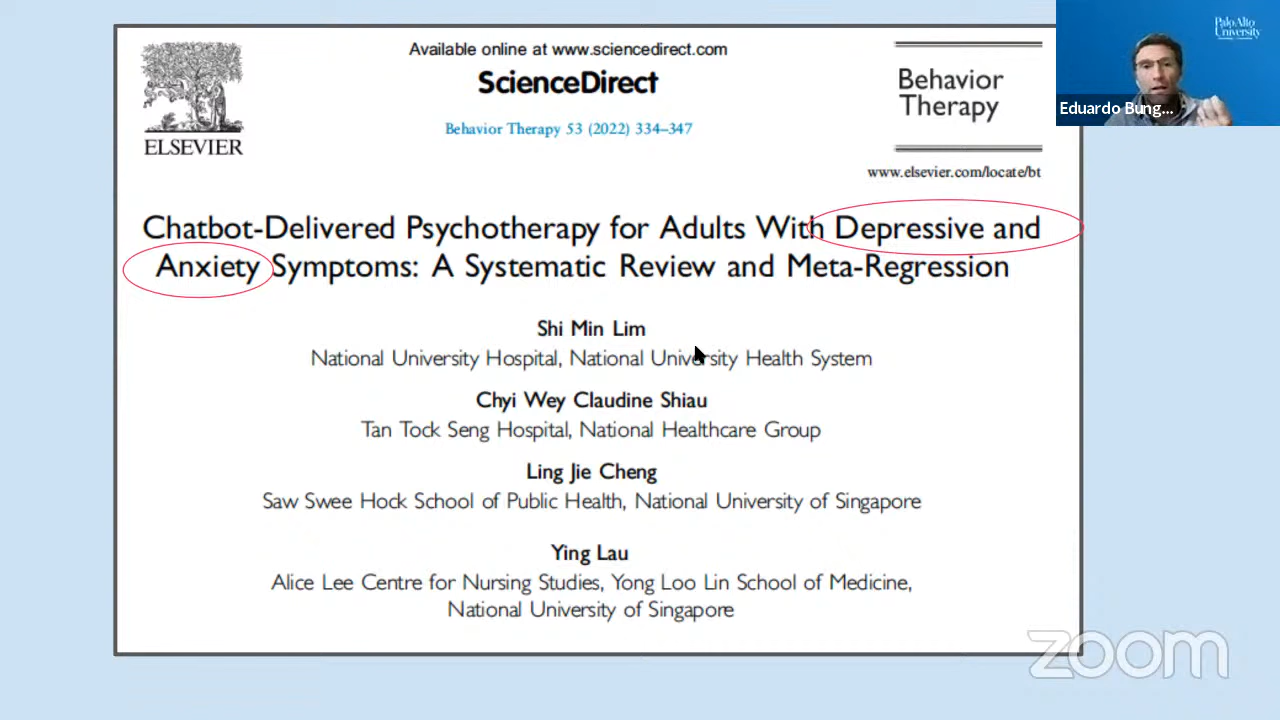 Available online at www.sciencedirect.com
ScienceDirect
Behavior Therapy 53 (2022) 334–347
ELSEVIER
Behavior
Therapy
www.elsevier.com/locate/bt
Palo Alto
University
Eduardo Bung...
Chatbot-Delivered Psychotherapy for Adults With Depressive and
Anxiety Symptoms: A Systematic Review and Meta-Regression
Shi Min Lim
National University Hospital, National University Health System
Chyi Wey Claudine Shiau
Tan Tock Seng Hospital, National Healthcare Group
Ling Jie Cheng
Saw Swee Hock School of Public Health, National University of Singapore
Ying Lau
Alice Lee Centre for Nursing Studies, Yong Loo Lin School of Medicine,
National University of Singapore
zoom